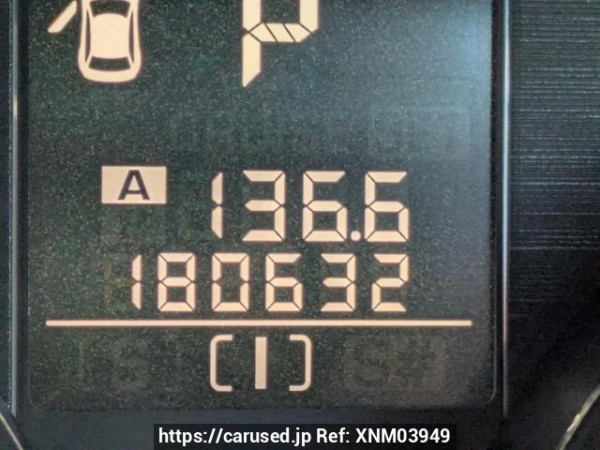 P
A 136.6
180632
[I]
https://carused.jp Ref: XNM03949